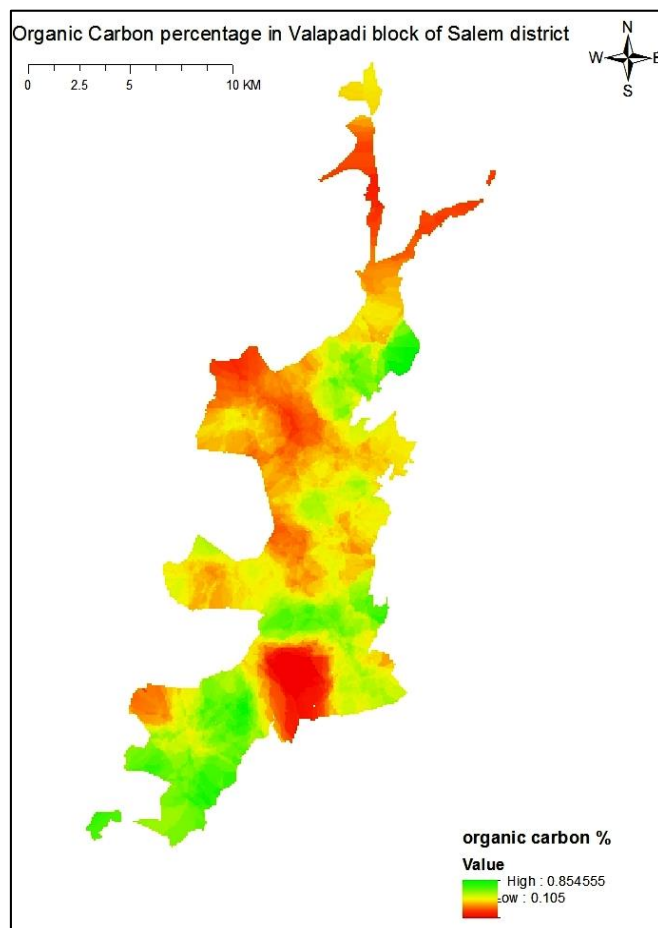 Organic Carbon percentage in Valapadi block of Salem district
N
W E
S
0 2.5 5 10 KM
organic carbon %
Value
High : 0.854555
Low : 0.105